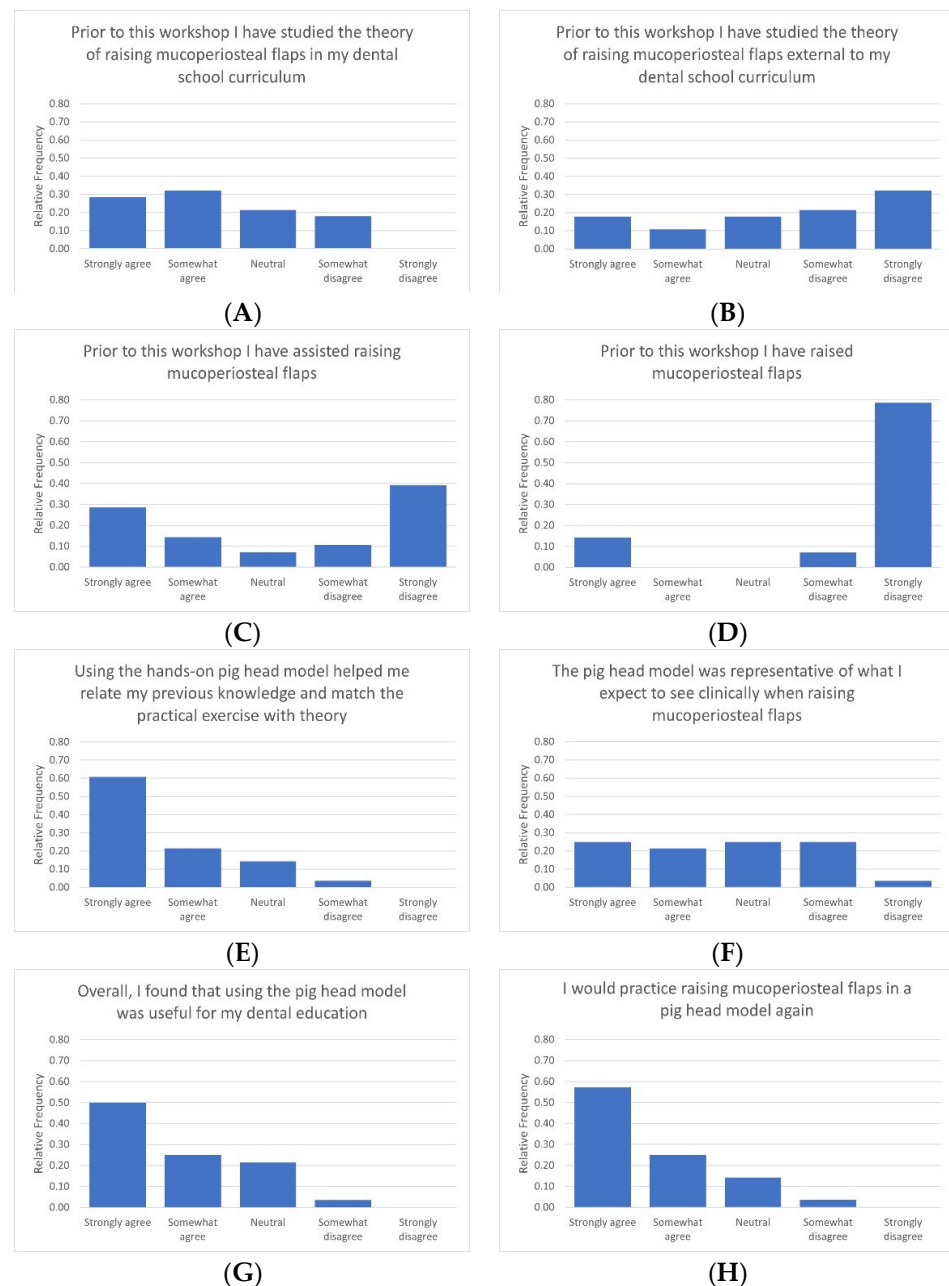 Prior to this workshop I have studied the theory
of raising mucoperiosteal flaps in my dental
school curriculum
Relative Frequency
0.80
0.70
0.60
0.50
0.40
0.30
0.20
0.10
0.00
Strongly agree
Somewhat
agree
Neutral
Somewhat
disagree
Strongly
disagree
(A)
Prior to this workshop I have studied the theory
of raising mucoperiosteal flaps external to my
dental school curriculum
Relative Frequency
0.80
0.70
0.60
0.50
0.40
0.30
0.20
0.10
0.00
Strongly agree
Somewhat
agree
Neutral
Somewhat
disagree
Strongly
disagree
(B)
Prior to this workshop I have assisted raising
mucoperiosteal flaps
Relative Frequency
0.80
0.70
0.60
0.50
0.40
0.30
0.20
0.10
0.00
Strongly agree
Somewhat
agree
Neutral
Somewhat
disagree
Strongly
disagree
(C)
Prior to this workshop I have raised
mucoperiosteal flaps
Relative Frequency
0.80
0.70
0.60
0.50
0.40
0.30
0.20
0.10
0.00
Strongly agree
Somewhat
agree
Neutral
Somewhat
disagree
Strongly
disagree
(D)
Using the hands-on pig head model helped me
relate my previous knowledge and match the
practical exercise with theory
Relative Frequency
0.80
0.70
0.60
0.50
0.40
0.30
0.20
0.10
0.00
Strongly agree
Somewhat
agree
Neutral
Somewhat
disagree
Strongly
disagree
(E)
The pig head model was representative of what I
expect to see clinically when raising
mucoperiosteal flaps
Relative Frequency
0.80
0.70
0.60
0.50
0.40
0.30
0.20
0.10
0.00
Strongly agree
Somewhat
agree
Neutral
Somewhat
disagree
Strongly
disagree
(F)
Overall, I found that using the pig head model
was useful for my dental education
Relative Frequency
0.80
0.70
0.60
0.50
0.40
0.30
0.20
0.10
0.00
Strongly agree
Somewhat
agree
Neutral
Somewhat
disagree
Strongly
disagree
(G)
I would practice raising mucoperiosteal flaps in a
pig head model again
Relative Frequency
0.80
0.70
0.60
0.50
0.40
0.30
0.20
0.10
0.00
Strongly agree
Somewhat
agree
Neutral
Somewhat
disagree
Strongly
disagree
(H)